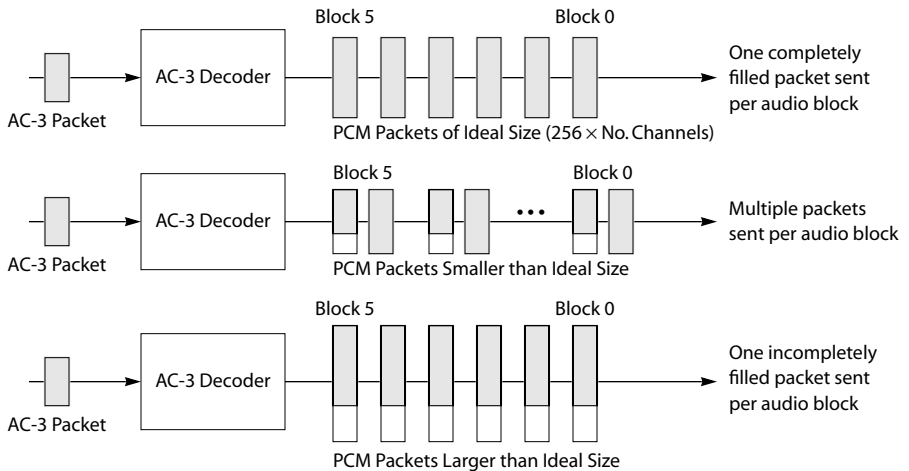 Block 5
Block 0
AC-3 Decoder
AC-3 Packet
One completely
filled packet sent
per audio block
PCM Packets of Ideal Size (256 × No. Channels)
Block 5
Block 0
AC-3 Decoder
AC-3 Packet
•••
Multiple packets
sent per audio block
PCM Packets Smaller than Ideal Size
Block 5
Block 0
AC-3 Decoder
AC-3 Packet
One incompletely
filled packet sent
per audio block
PCM Packets Larger than Ideal Size